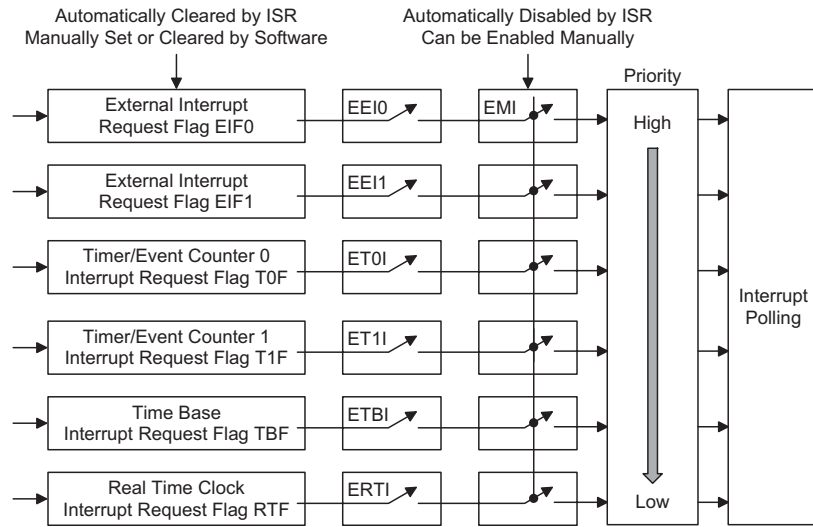 Automatically Cleared by ISR
Manually Set or Cleared by Software
Automatically Disabled by ISR
Can be Enabled Manually
Priority
External Interrupt
Request Flag EIF0
EEI0
EMI
High
External Interrupt
Request Flag EIF1
EEI1
Timer/Event Counter 0
Interrupt Request Flag T0F
ET0I
Interrupt
Polling
Timer/Event Counter 1
Interrupt Request Flag T1F
ET1I
Time Base
Interrupt Request Flag TBF
ETBI
Real Time Clock
Interrupt Request Flag RTF
ERTI
Low